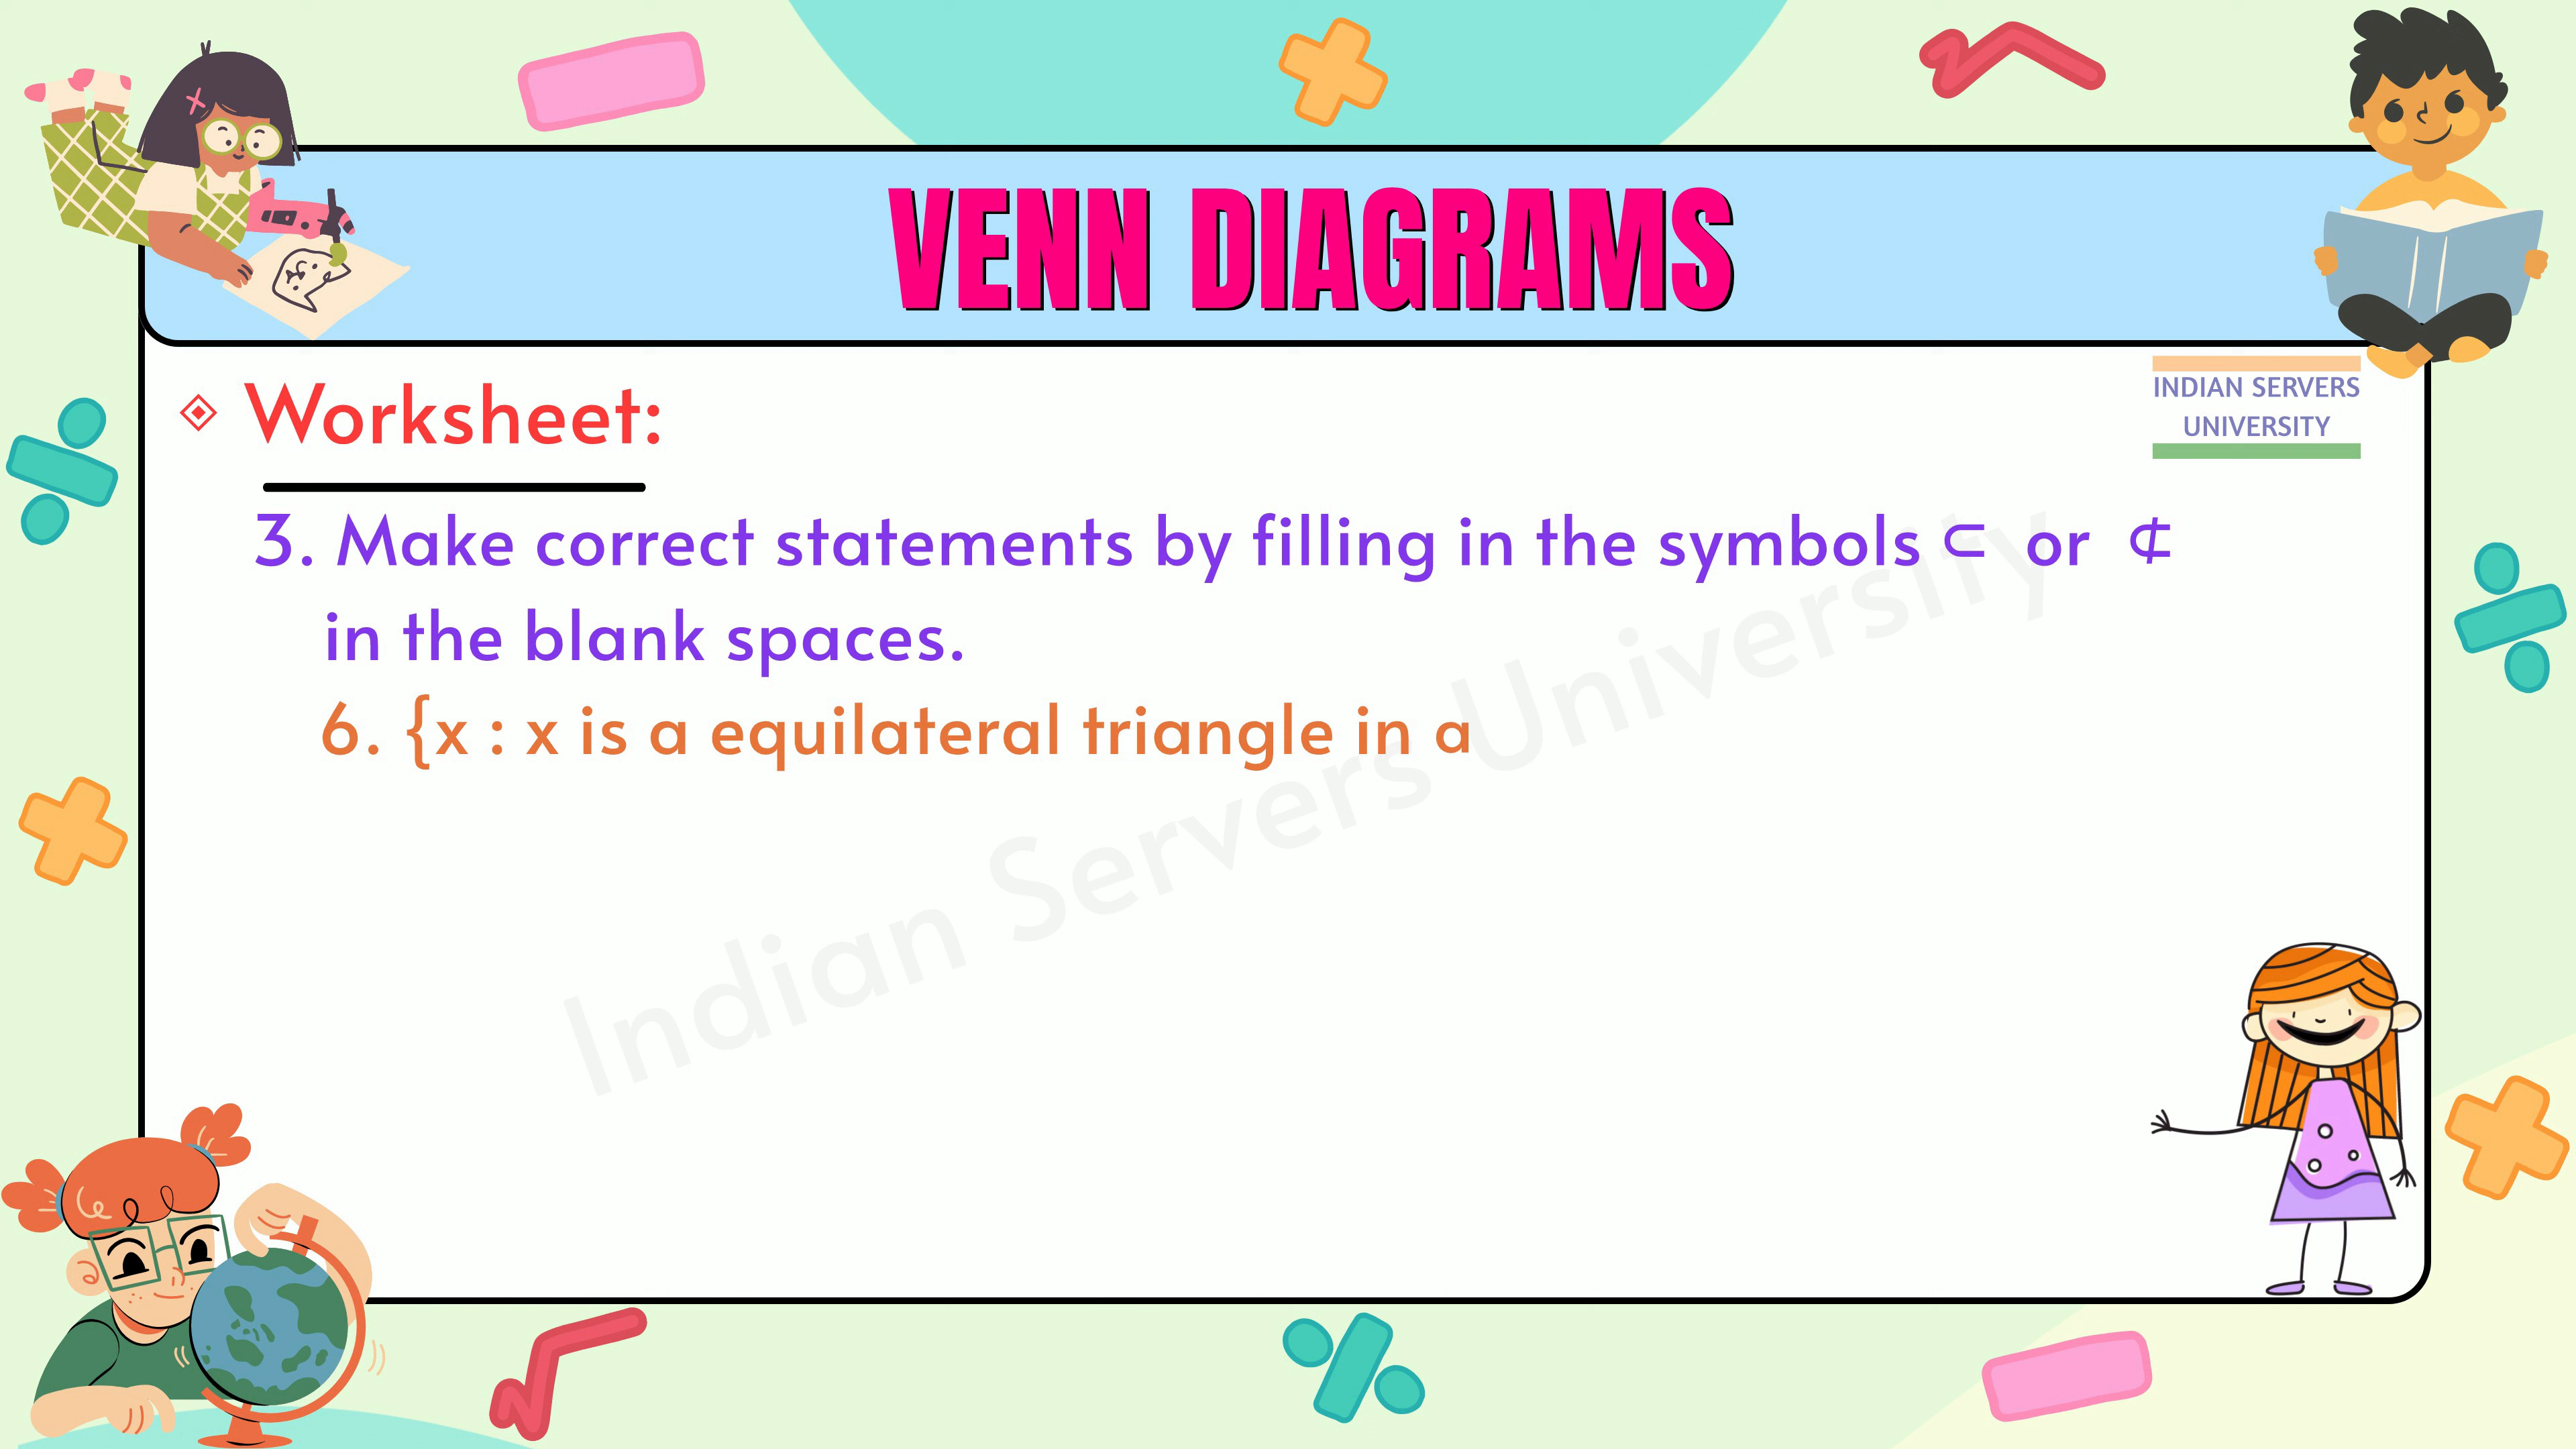 VENN DIAGRAMS
INDIAN SERVERS
UNIVERSITY
Worksheet:
3. Make correct statements by filling in the symbols ⊂ or ⊄
in the blank spaces.
6. {x : x is a equilateral triangle in a
Indian Servers University